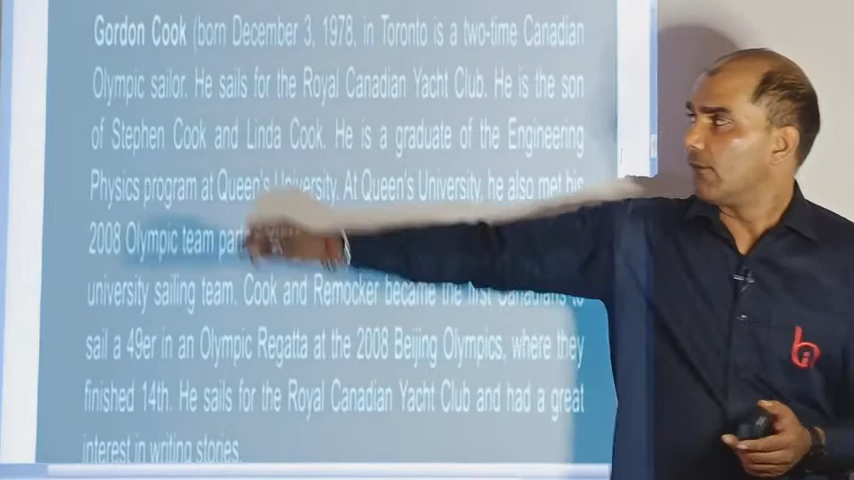 Gordon Cook (born December 3, 1978, in Toronto is a two-time Canadian
Olympic sailor. He sails for the Royal Canadian Yacht Club. He is the son
of Stephen Cook and Linda Cook. He is a graduate of the Engineering
Physics program at Queen's University. At Queen's University, he also met his
2008 Olympic team
university sailing team. Cook and Remocker became the first Canadians to
sail a 49er in an Olympic Regatta at the 2008 Beijing Olympics, where they
finished 14th. He sails for the Royal Canadian Yacht Club and had a great
interest in writing stories.